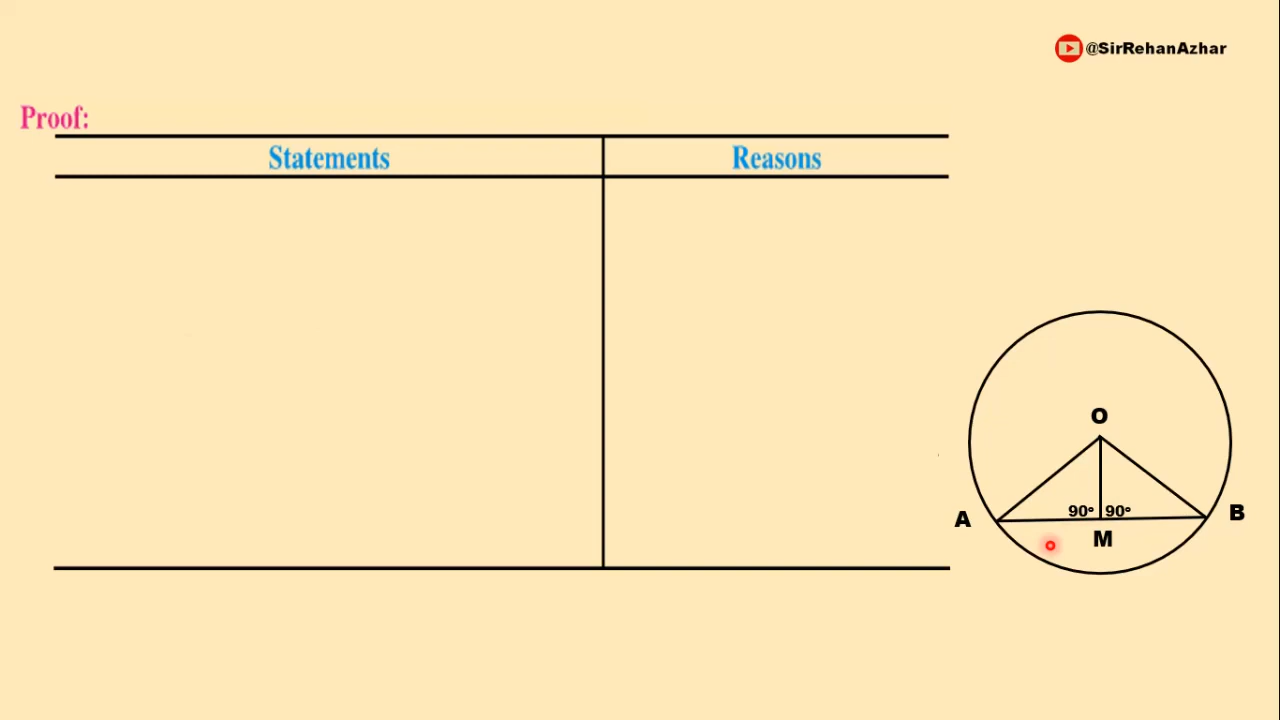 @SirRehanAzhar
Proof:
Statements Reasons
O
A 90° 90° B
M